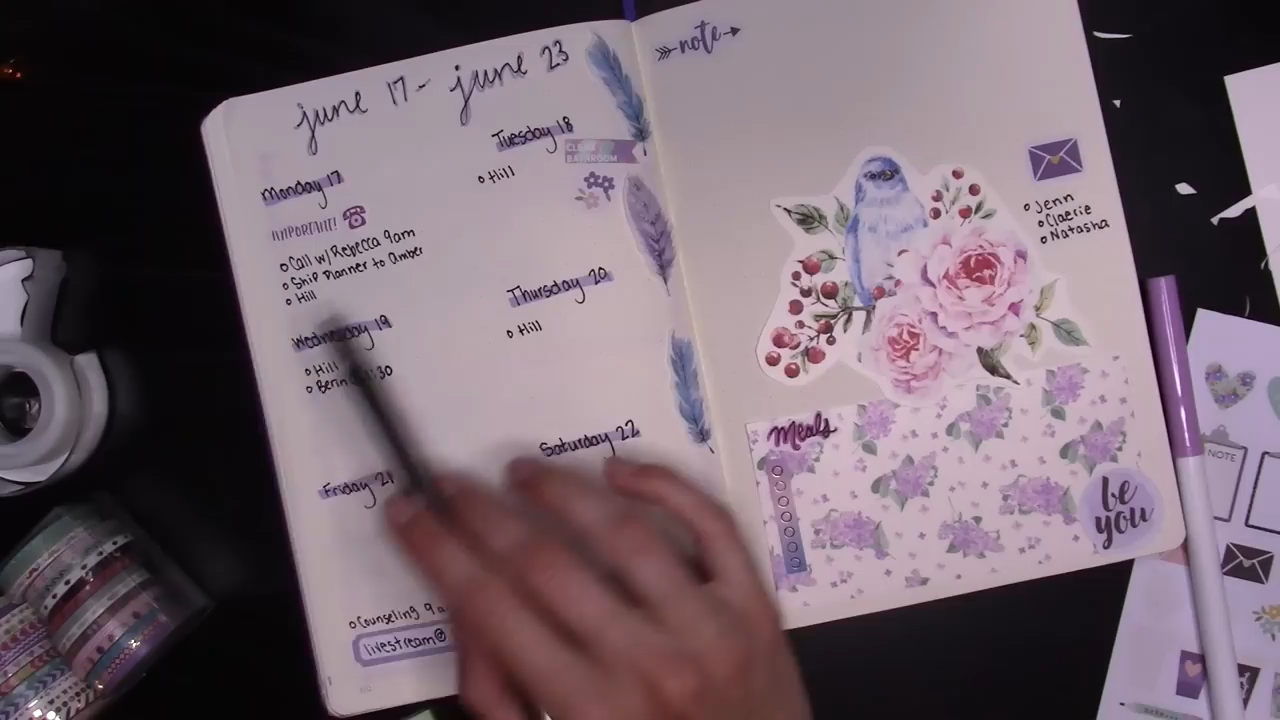 june 17 - june 23
Monday 17
IMPORTANT!
Call w/ Rebecca 9am
Ship Planner to Amber
Hill
Tuesday 18
CLEAN BATHROOM
Hill
Wednesday 19
Hill
Thursday 20
Hill
Friday 21
Counseling
livestream@
Saturday 22
note
Jenn
Claerie
Natasha
Meals
be
you
NOTE